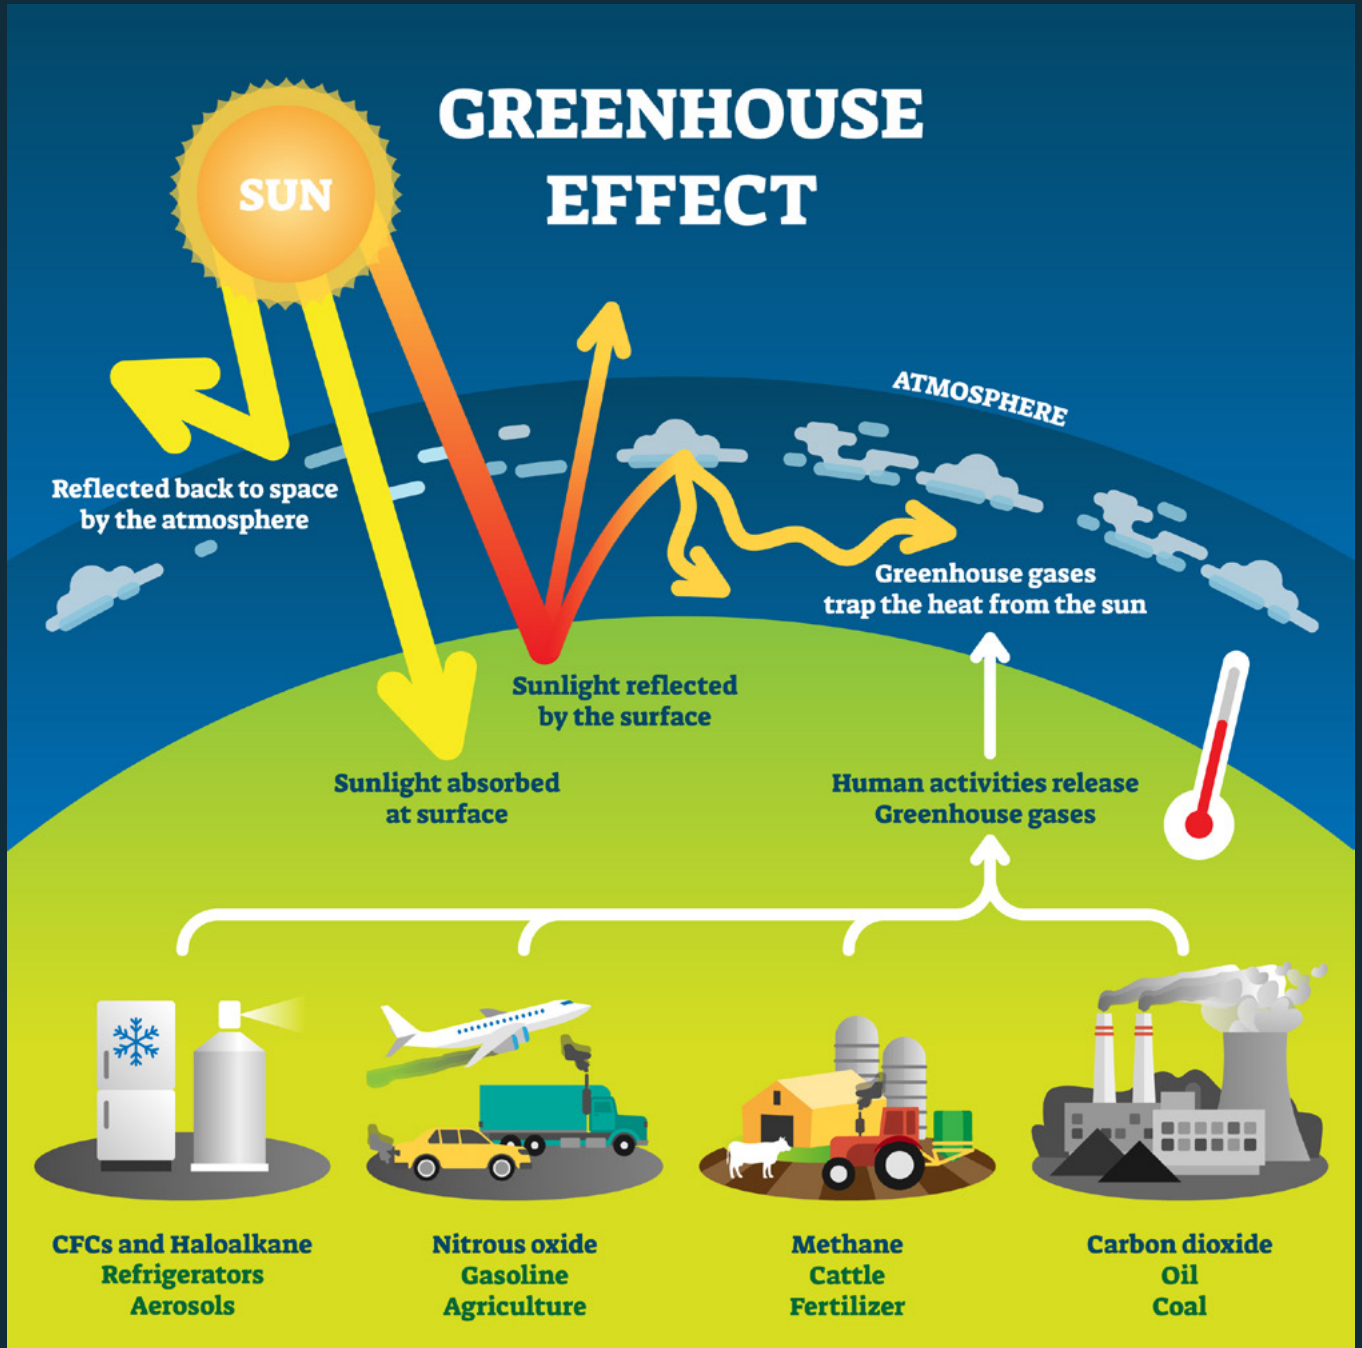 GREENHOUSE
EFFECT
SUN
ATMOSPHERE
Reflected back to space
by the atmosphere
Greenhouse gases
trap the heat from the sun
Sunlight reflected
by the surface
Sunlight absorbed
at surface
Human activities release
Greenhouse gases
CFCs and Haloalkane
Refrigerators
Aerosols
Nitrous oxide
Gasoline
Agriculture
Methane
Cattle
Fertilizer
Carbon dioxide
Oil
Coal